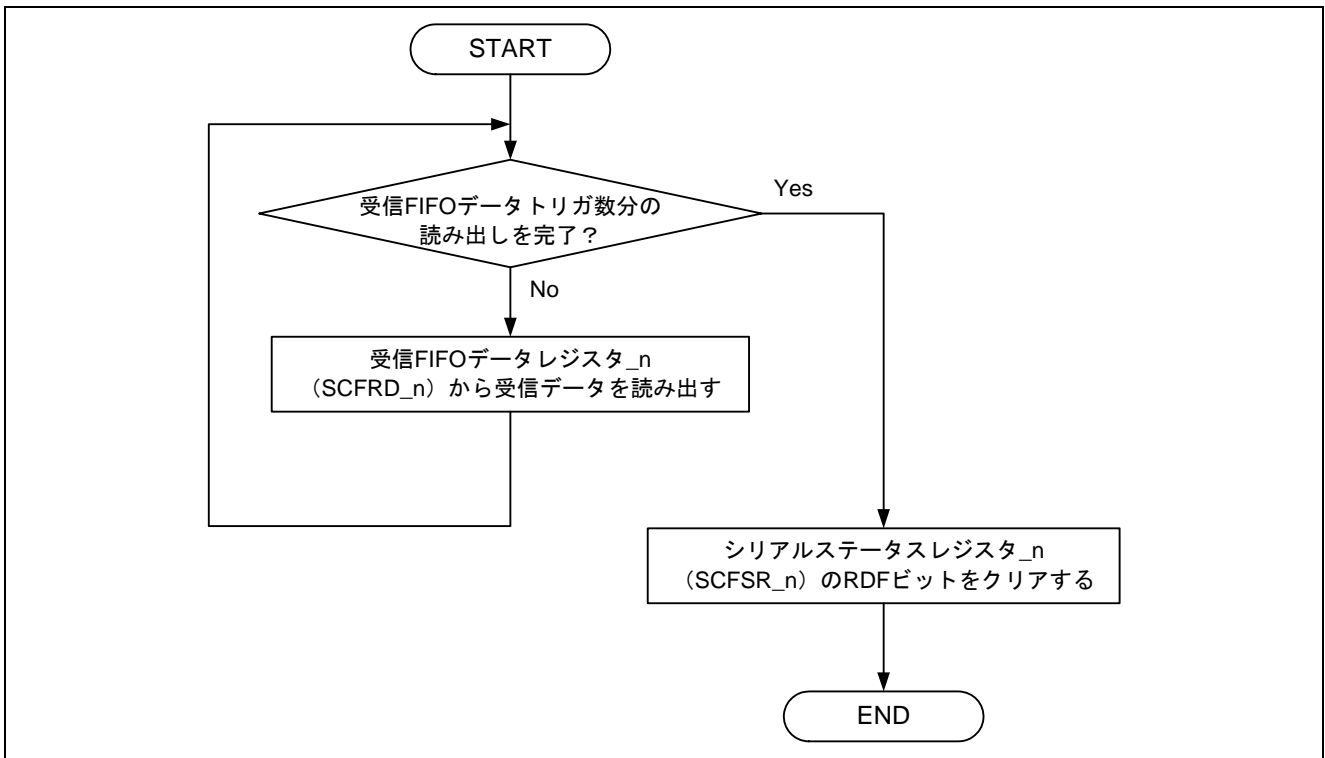 START
受信FIFOデータトリガ数分の
読み出しを完了？
Yes
No
受信FIFOデータレジスタ_n
（SCFRD_n）から受信データを読み出す
シリアルステータスレジスタ_n
（SCFSR_n）のRDFビットをクリアする
END